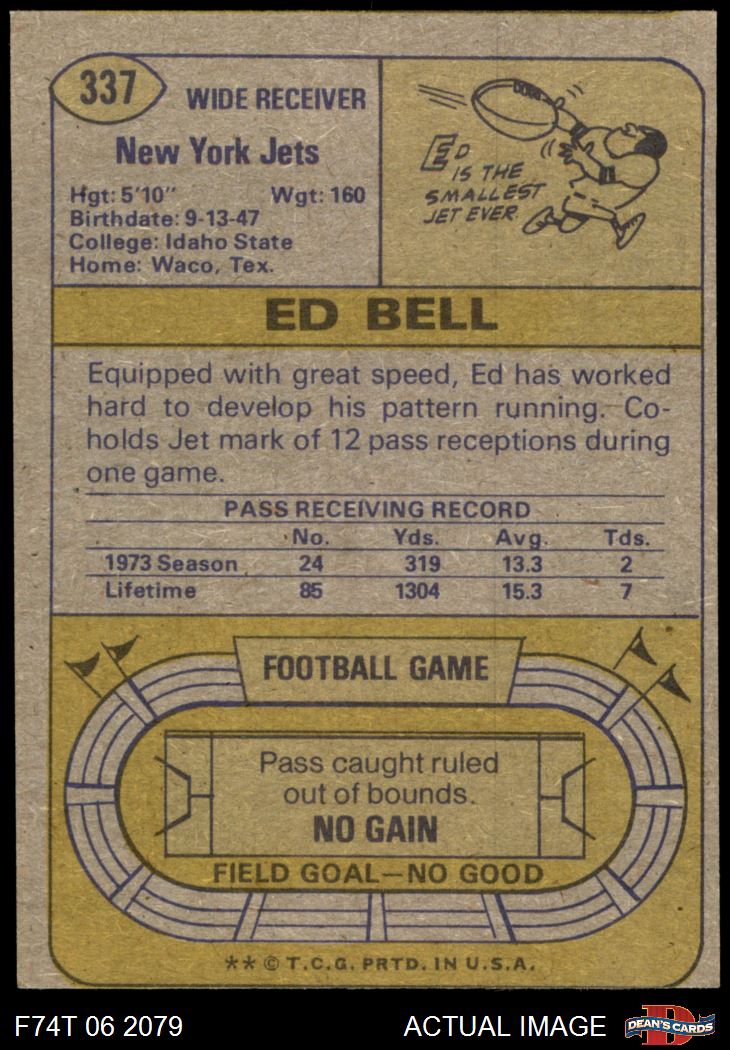 337
WIDE RECEIVER
New York Jets
Hgt: 5'10" Wgt: 160
Birthdate: 9-13-47
College: Idaho State
Home: Waco, Tex.
ED
IS THE
SMALLEST
JET EVER.
ED BELL
Equipped with great speed, Ed has worked
hard to develop his pattern running. Co-
holds Jet mark of 12 pass receptions during
one game.
PASS RECEIVING RECORD
No. Yds. Avg. Tds.
1973 Season 24 319 13.3 2
Lifetime 85 1304 15.3 7
FOOTBALL GAME
Pass caught ruled
out of bounds.
NO GAIN
FIELD GOAL—NO GOOD
** © T.C.G. PRTD. IN U.S.A.
F74T 06 2079 ACTUAL IMAGE
D
DEAN'S CARDS